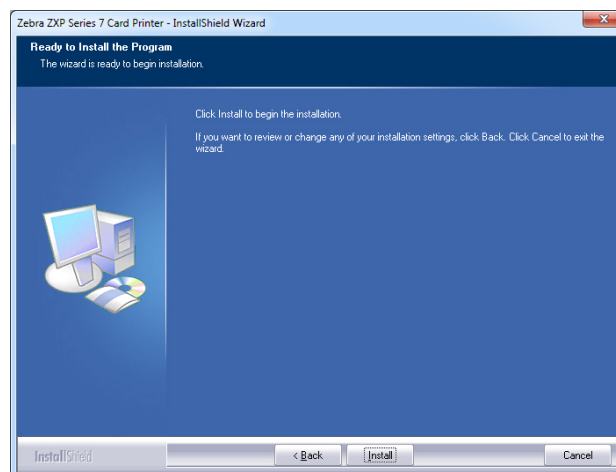 Zebra ZXP Series 7 Card Printer - InstallShield Wizard
Ready to Install the Program
The wizard is ready to begin installation.
Click Install to begin the installation.
If you want to review or change any of your installation settings, click Back. Click Cancel to exit the
wizard.
InstallShield
< Back
Install
Cancel